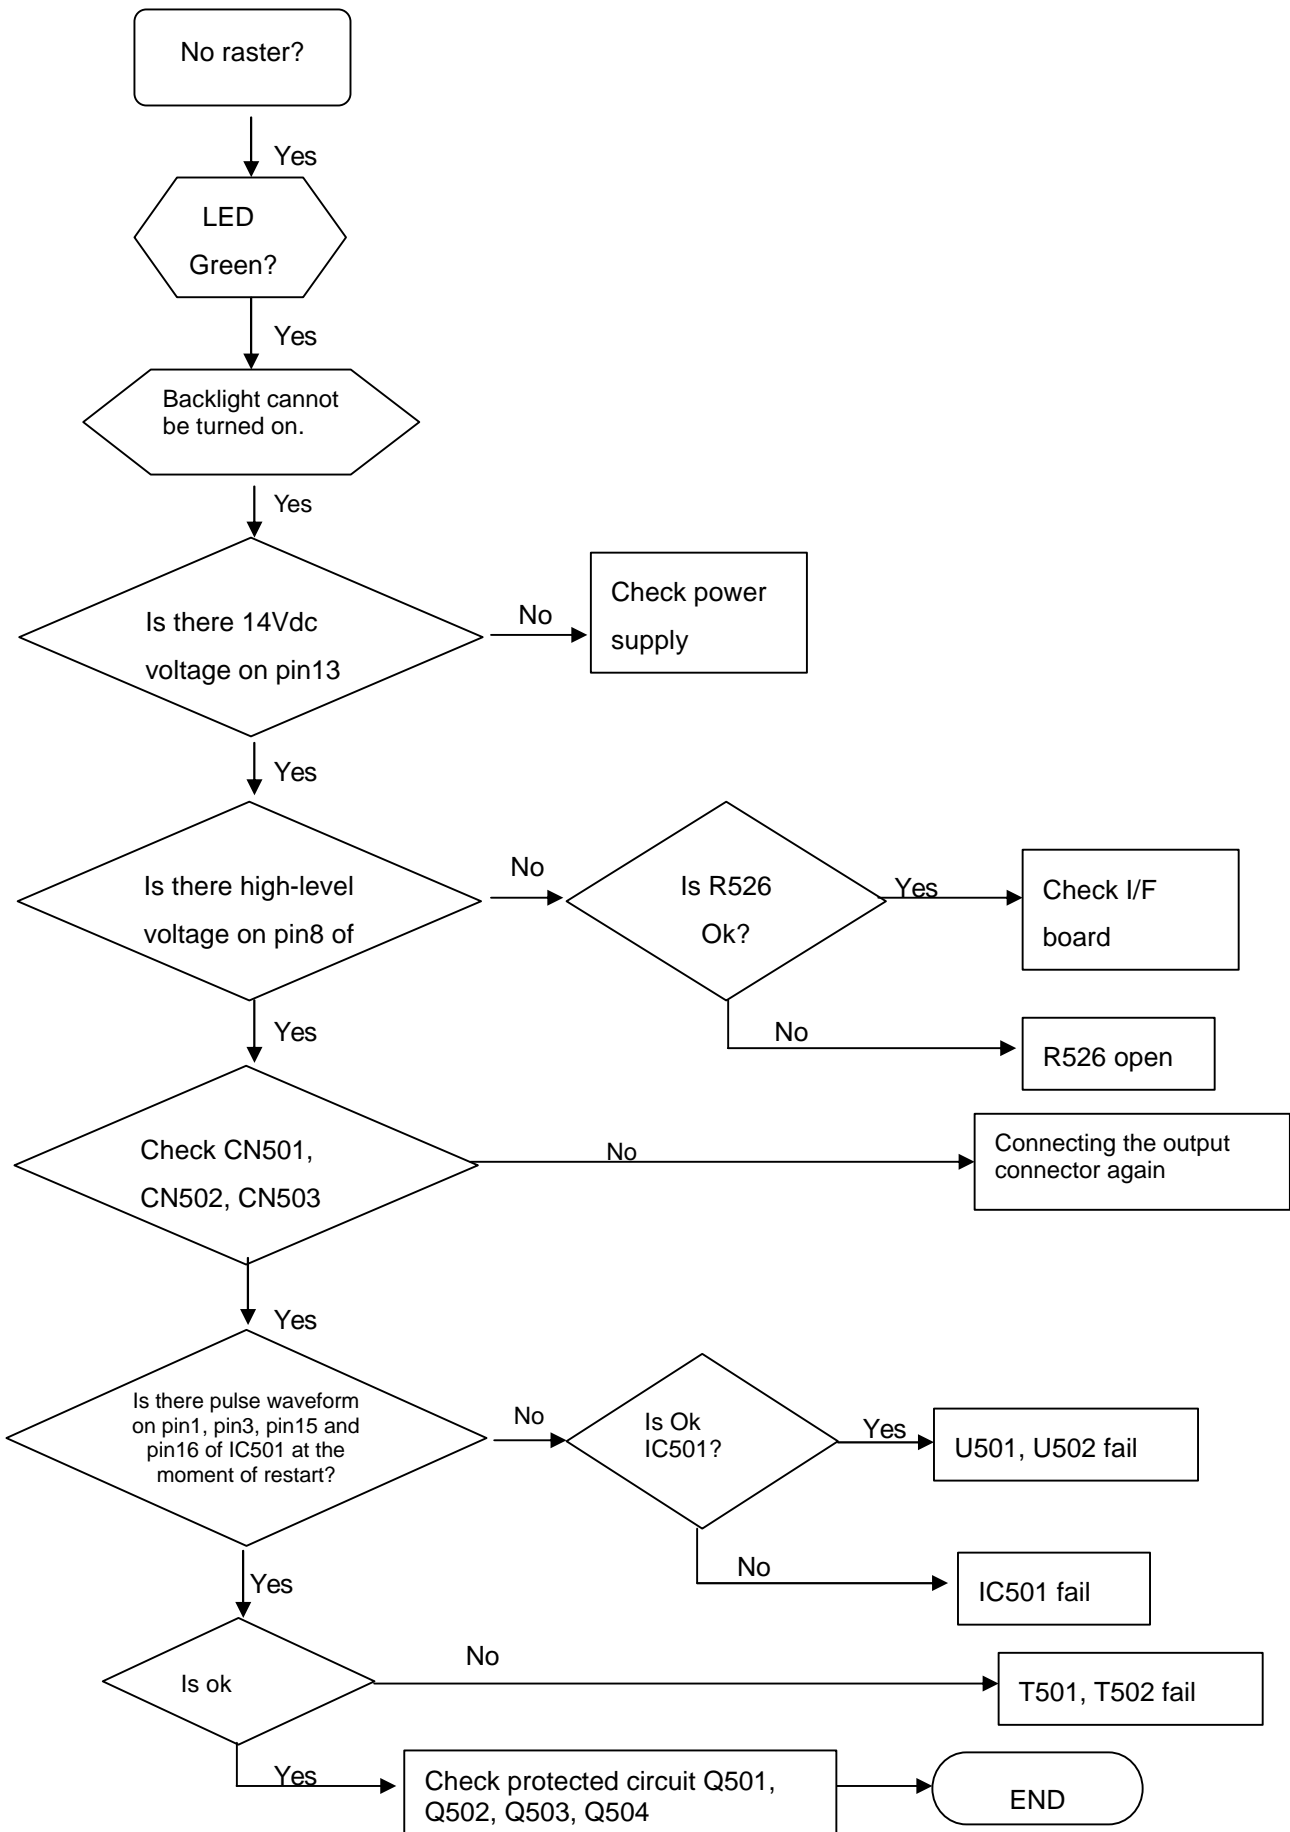 No raster?
Yes
LED
Green?
Yes
Backlight cannot
be turned on.
Yes
Is there 14Vdc
voltage on pin13
No
Check power
supply
Yes
Is there high-level
voltage on pin8 of
No
Is R526
Ok?
Yes
Check I/F
board
No
R526 open
Yes
Check CN501,
CN502, CN503
No
Connecting the output
connector again
Yes
Is there pulse waveform
on pin1, pin3, pin15 and
pin16 of IC501 at the
moment of restart?
No
Is Ok
IC501?
Yes
U501, U502 fail
No
IC501 fail
Yes
Is ok
No
T501, T502 fail
Yes
Check protected circuit Q501,
Q502, Q503, Q504
END